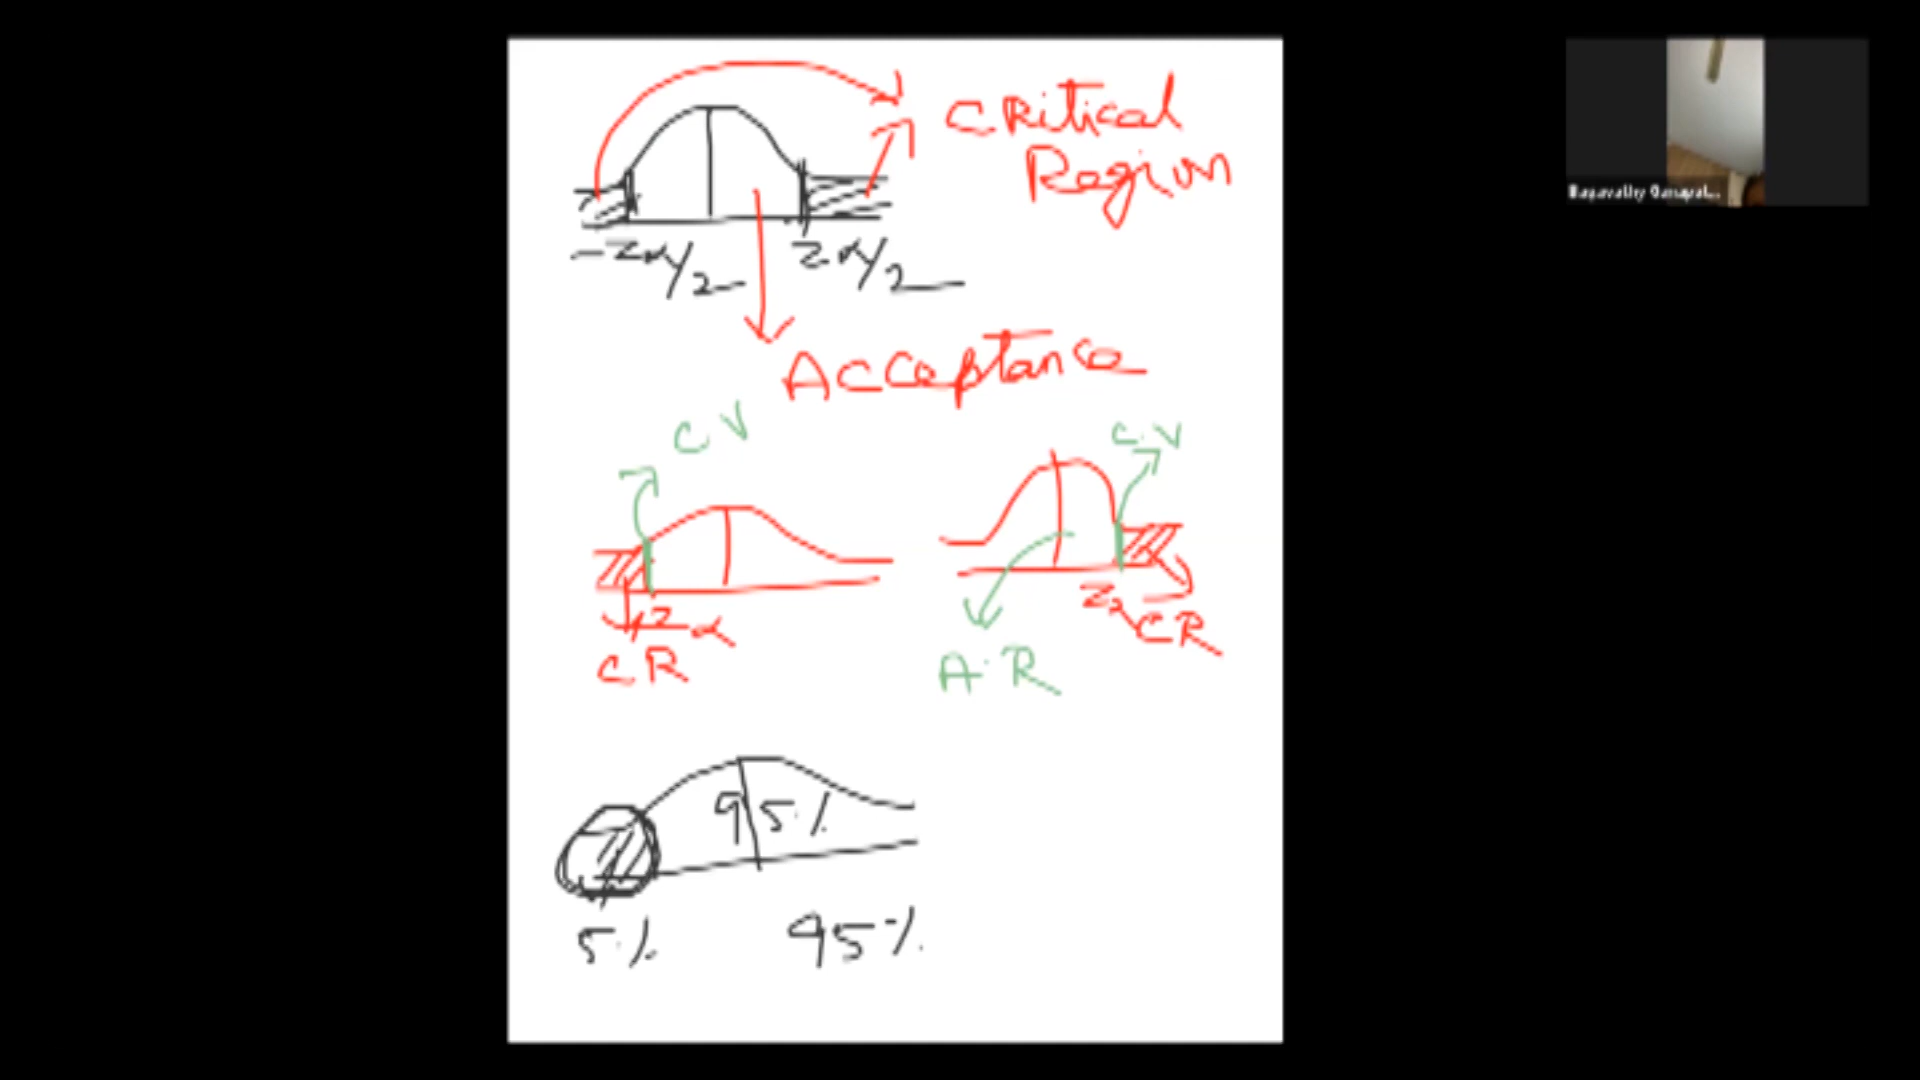 Critical
Region
-Zα/2
Zα/2
Acceptance
C.V
C.V
Zα
Zα
CR
CR
A.R
95%
5%
95%